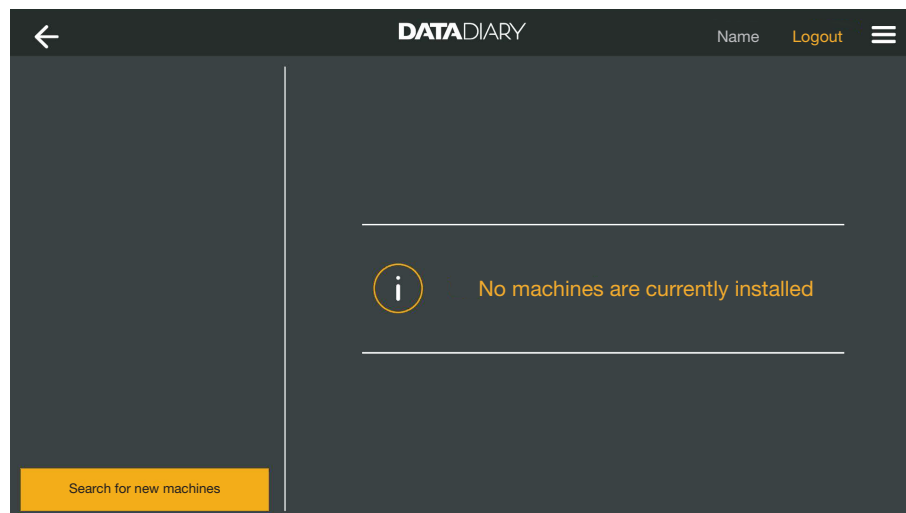 DATADIARY
Name
Logout
No machines are currently installed
Search for new machines